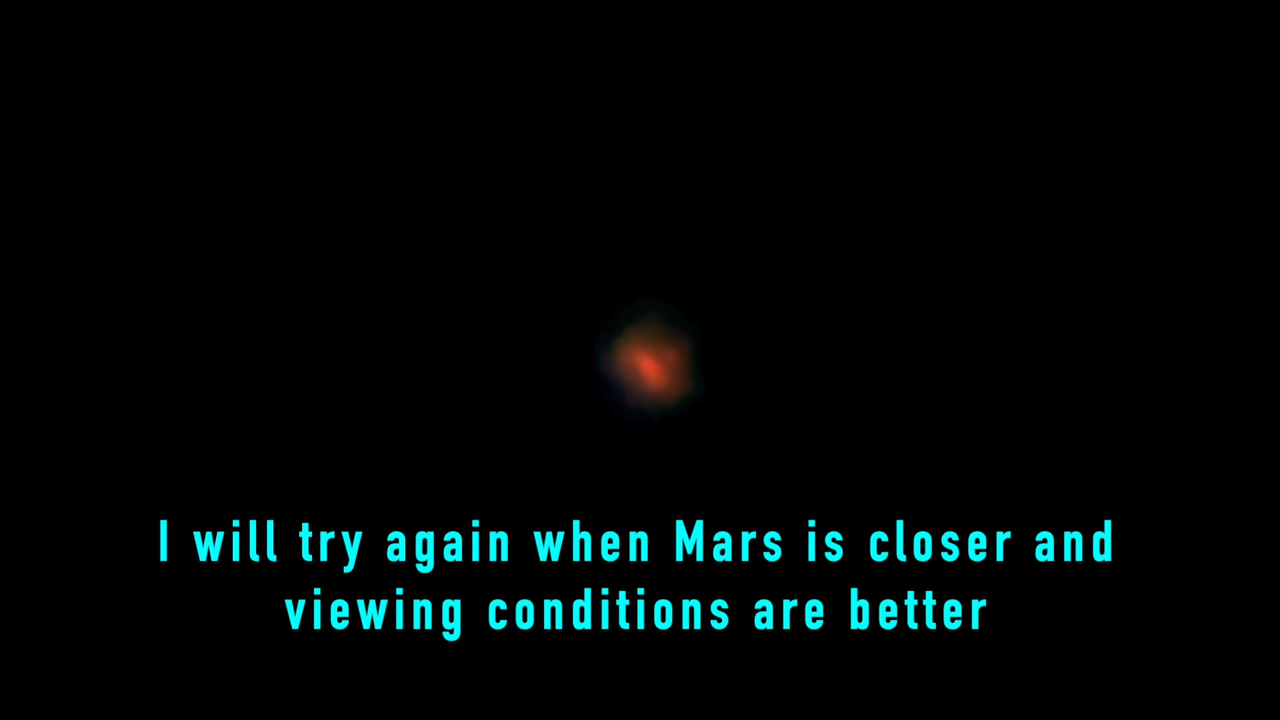 I will try again when Mars is closer and
viewing conditions are better